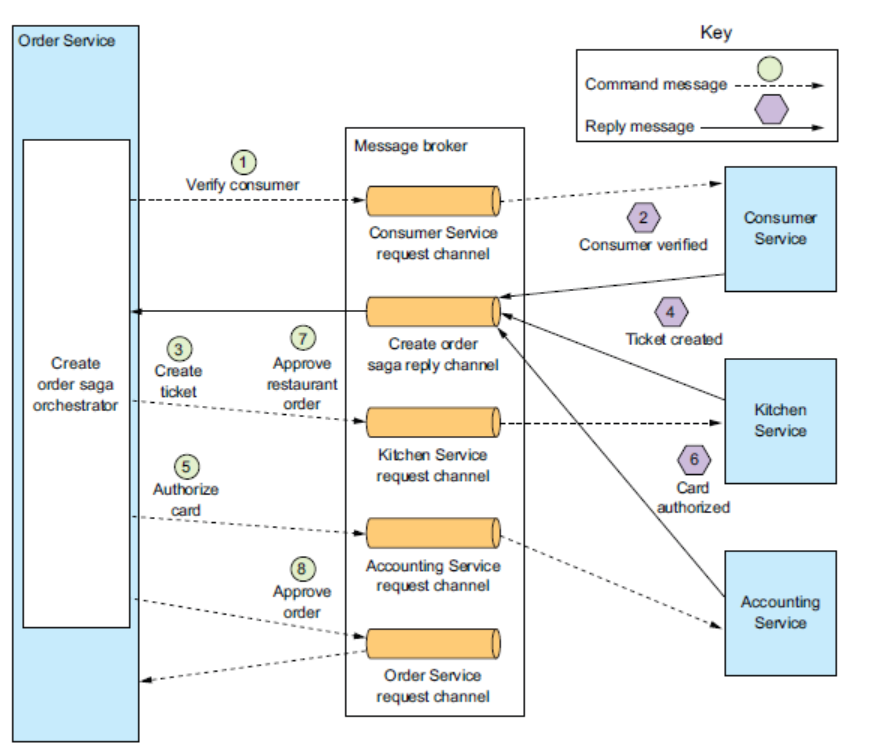 Order Service
Key
Command message
Reply message
Message broker
1
Verify consumer
Consumer Service
request channel
2
Consumer verified
Consumer
Service
Create order
saga reply channel
4
Ticket created
3
Create
ticket
7
Approve
restaurant
order
Create
order saga
orchestrator
Kitchen Service
request channel
Kitchen
Service
5
Authorize
card
6
Card
authorized
Accounting Service
request channel
8
Approve
order
Accounting
Service
Order Service
request channel